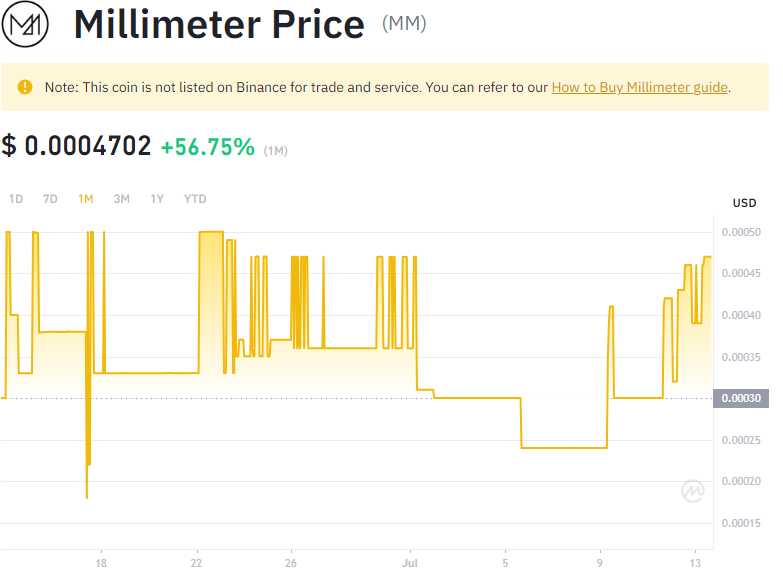 Millimeter Price (MM)
Note: This coin is not listed on Binance for trade and service. You can refer to our How to Buy Millimeter guide.
$ 0.0004702 +56.75% (1M)
1D 7D 1M 3M 1Y YTD
USD
0.00050
0.00045
0.00040
0.00035
0.00030
0.00025
0.00020
0.00015
18 22 26 Jul 5 9 13